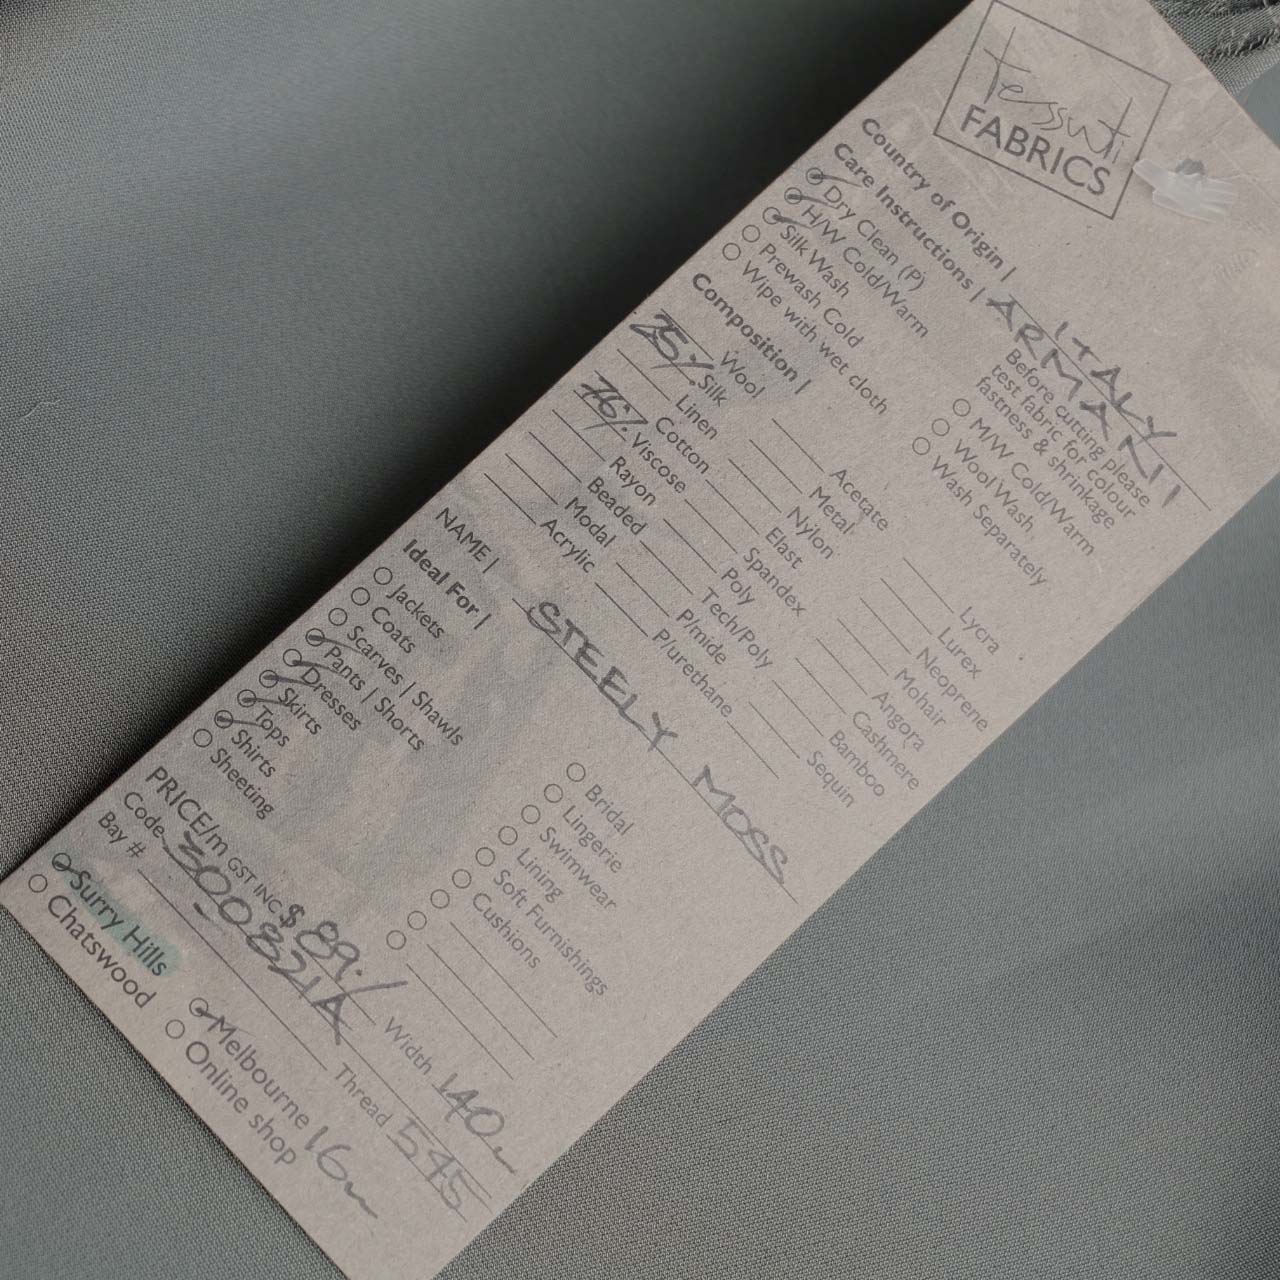 tessuti
FABRICS
Country of Origin | ITALY
Care Instructions | ARMANI
Dry Clean (P)
H/W Cold/Warm
Silk Wash
Prewash Cold
Wipe with wet cloth
Before cutting please
test fabric for colour
fastness & shrinkage
M/W Cold/Warm
Wool Wash
Wash Separately
Composition |
Wool Acetate Lycra
25% Silk Metal Lurex
Linen Nylon Neoprene
Cotton Elast Mohair
76% Viscose Spandex Angora
Rayon Poly Cashmere
Beaded Tech/Poly Bamboo
Modal P/mide Sequin
Acrylic P/urethane
NAME | STEELY MOSS
Ideal For |
Jackets
Coats
Scarves | Shawls
Pants | Shorts
Dresses
Skirts
Tops
Shirts
Sheeting
Bridal
Lingerie
Swimwear
Lining
Soft Furnishings
Cushions
PRICE/m GST INC $ 89.- Width 140
Code Thread 545
Bay #
Surry Hills Melbourne 16m
Chatswood Online shop